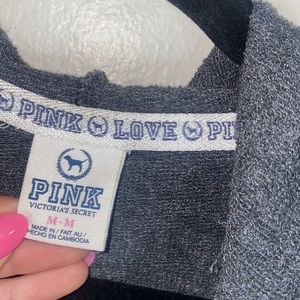 PINK LOVE PI
PINK
VICTORIA'S SECRET
M - M
MADE IN / FAIT AU /
HECHO EN CAMBODIA